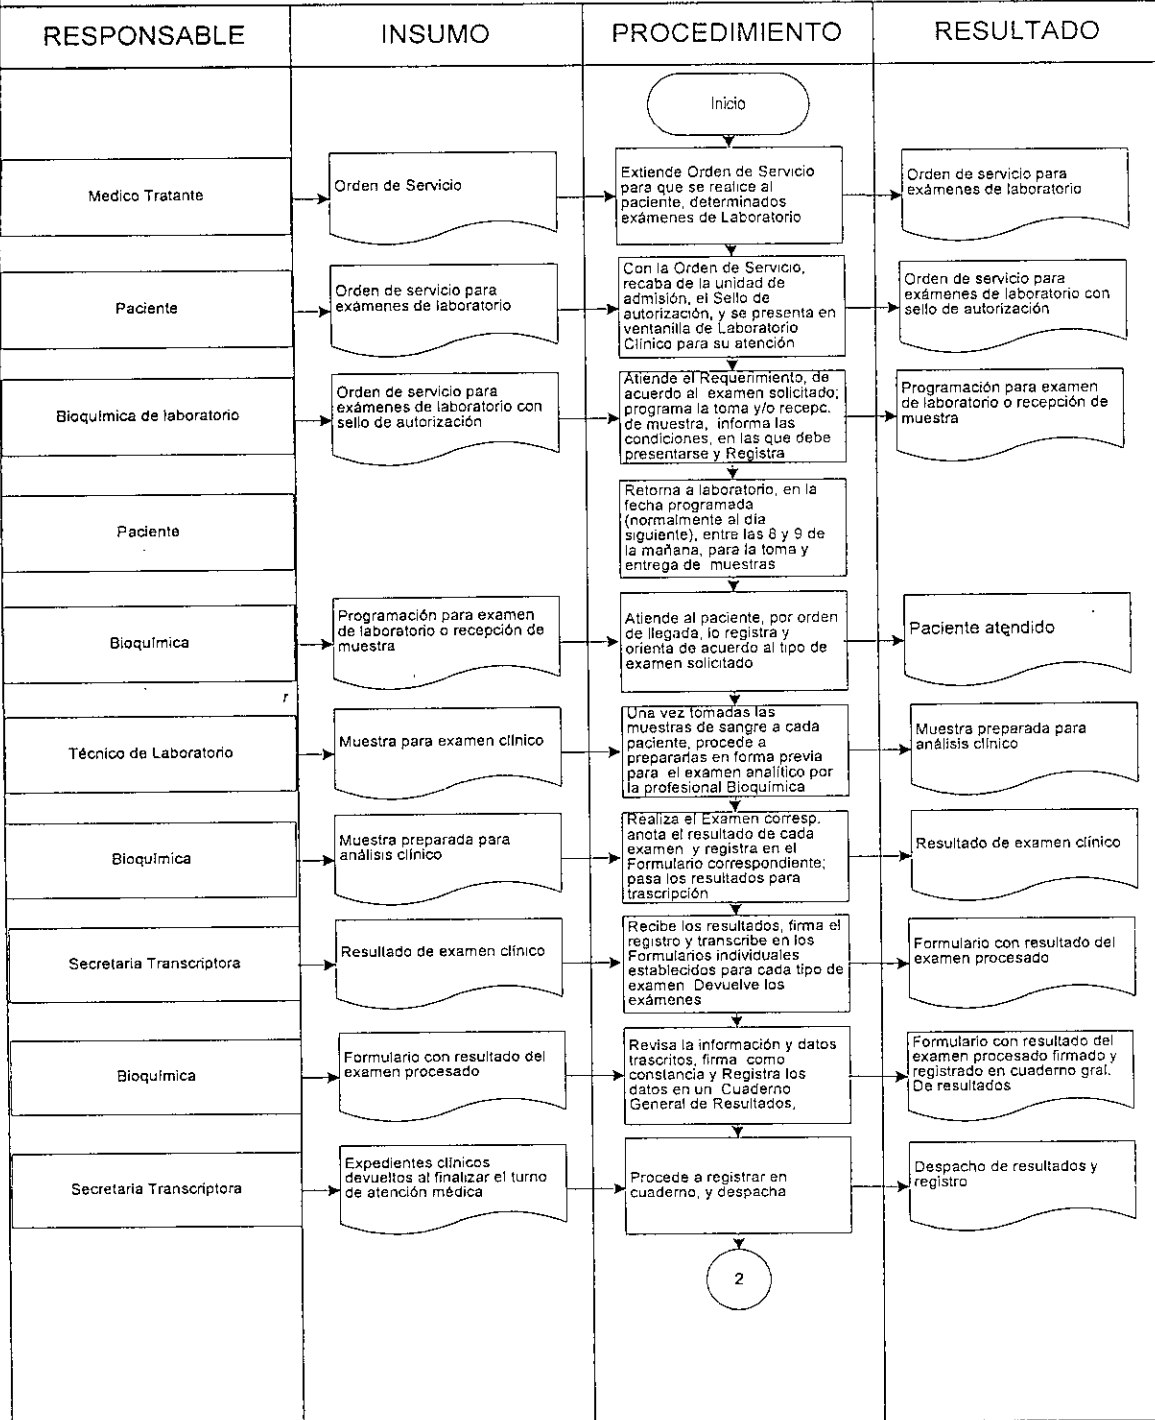 RESPONSABLE
INSUMO
PROCEDIMIENTO
RESULTADO
Inicio
Medico Tratante
Orden de Servicio
Extiende Orden de Servicio
para que se realice al
paciente, determinados
exámenes de Laboratorio
Orden de servicio para
exámenes de laboratorio
Paciente
Orden de servicio para
exámenes de laboratorio
Con la Orden de Servicio,
recaba de la unidad de
admisión, el Sello de
autorización, y se presenta en
ventanilla de Laboratorio
Clínico para su atención
Orden de servicio para
exámenes de laboratorio con
sello de autorización
Bioquímica de laboratorio
Orden de servicio para
exámenes de laboratorio con
sello de autorización
Atiende el Requerimiento, de
acuerdo al examen solicitado;
programa la toma y/o recepc.
de muestra, informa las
condiciones, en las que debe
presentarse y Registra
Programación para examen
de laboratorio o recepción de
muestra
Paciente
Retorna a laboratorio, en la
fecha programada
(normalmente al día
siguiente), entre las 8 y 9 de
la mañana, para la toma y
entrega de muestras
Bioquímica
Programación para examen
de laboratorio o recepción de
muestra
Atiende al paciente, por orden
de llegada, lo registra y
orienta de acuerdo al tipo de
examen solicitado
Paciente atendido
Técnico de Laboratorio
Muestra para examen clínico
Una vez tomadas las
muestras de sangre a cada
paciente, procede a
prepararlas en forma previa
para el examen analítico por
la profesional Bioquímica
Muestra preparada para
análisis clínico
Bioquímica
Muestra preparada para
análisis clínico
Realiza el Examen corresp.
anota el resultado de cada
examen y registra en el
Formulario correspondiente;
pasa los resultados para
trascripción
Resultado de examen clínico
Secretaria Transcriptora
Resultado de examen clínico
Recibe los resultados, firma el
registro y transcribe en los
Formularios individuales
establecidos para cada tipo de
examen Devuelve los
exámenes
Formulario con resultado del
examen procesado
Bioquímica
Formulario con resultado del
examen procesado
Revisa la información y datos
trascritos, firma como
constancia y Registra los
datos en un Cuaderno
General de Resultados,
Formulario con resultado del
examen procesado firmado y
registrado en cuaderno gral.
De resultados
Secretaria Transcriptora
Expedientes clínicos
devueltos al finalizar el turno
de atención médica
Procede a registrar en
cuaderno, y despacha
Despacho de resultados y
registro
2